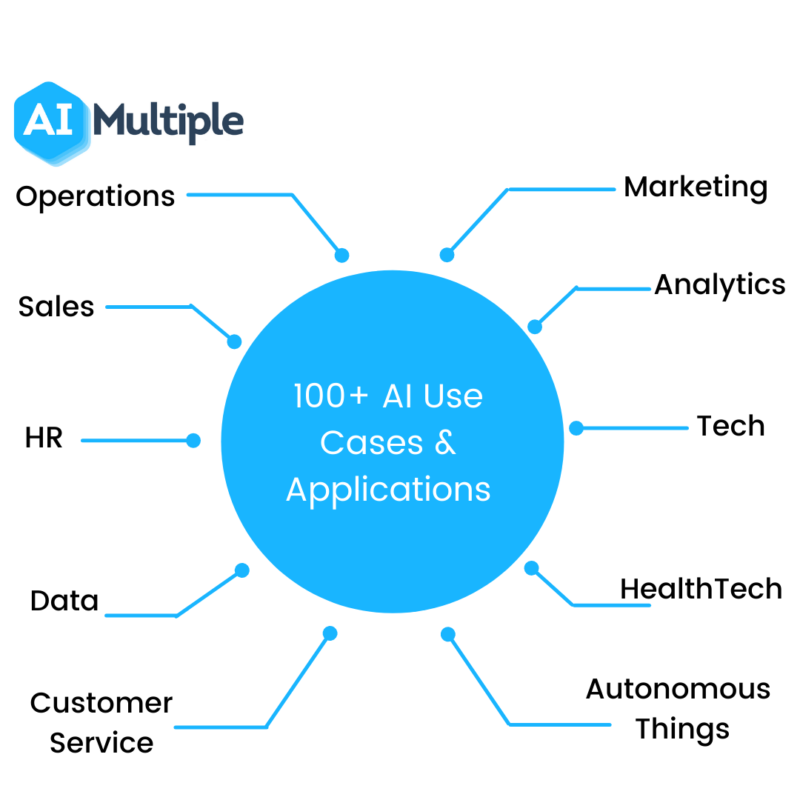 AI Multiple
Operations
Marketing
Sales
Analytics
100+ AI Use
Cases &
Applications
HR
Tech
Data
HealthTech
Customer
Service
Autonomous
Things